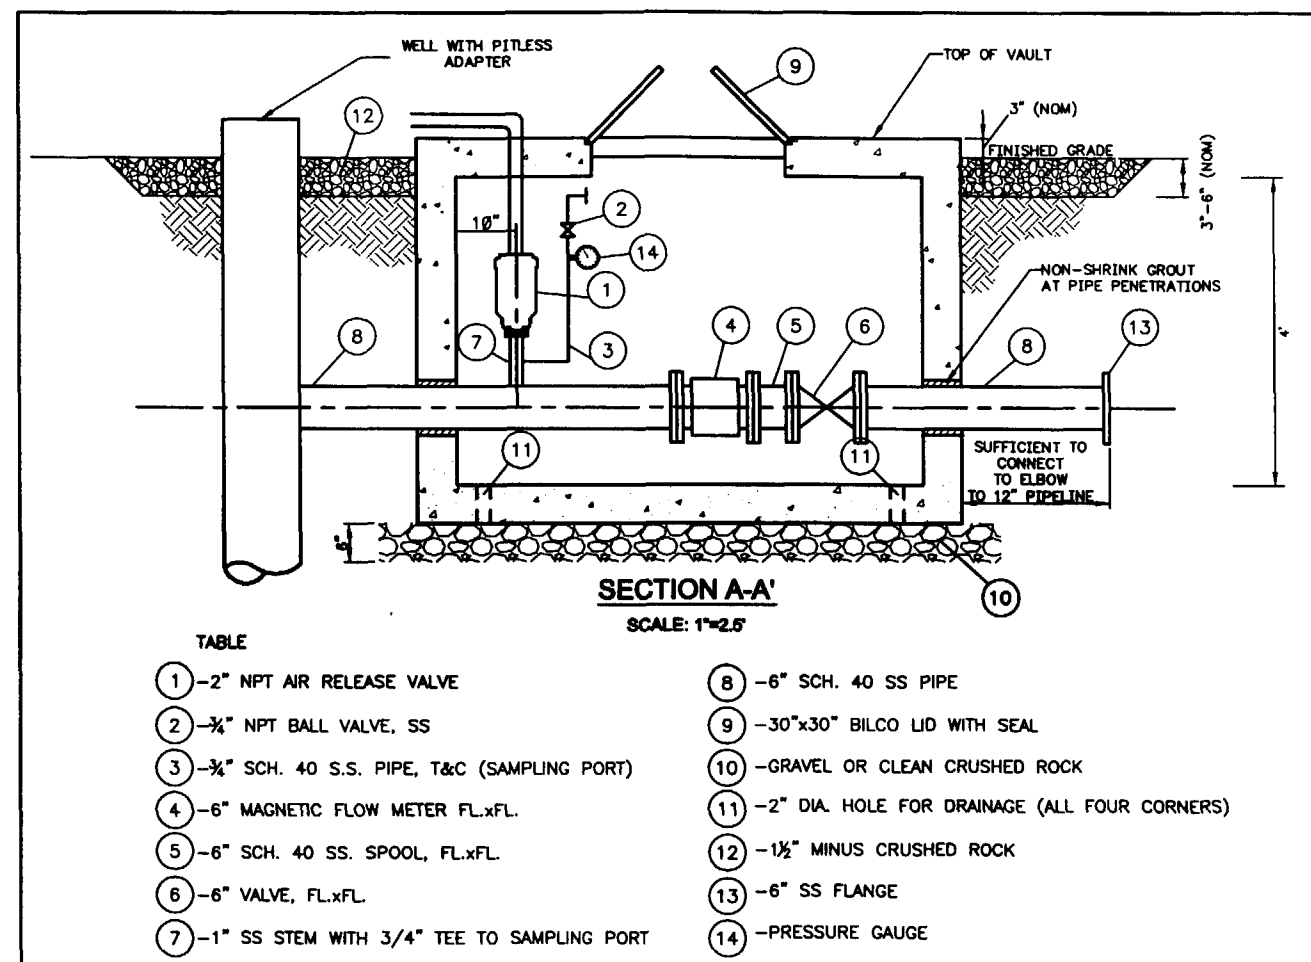 WELL WITH PITLESS
ADAPTER
9
TOP OF VAULT
12
3" (NOM)
FINISHED GRADE
3"-6" (NOM)
2
10"
14
NON-SHRINK GROUT
AT PIPE PENETRATIONS
1
4'
8
7
3
4
5
6
8
13
11
11
SUFFICIENT TO
CONNECT
TO ELBOW
TO 12" PIPELINE
6"
10
SECTION A-A'
SCALE: 1"=2.5'
TABLE
1 -2" NPT AIR RELEASE VALVE
2 -¾" NPT BALL VALVE, SS
3 -¾" SCH. 40 S.S. PIPE, T&C (SAMPLING PORT)
4 -6" MAGNETIC FLOW METER FL.xFL.
5 -6" SCH. 40 SS. SPOOL, FL.xFL.
6 -6" VALVE, FL.xFL.
7 -1" SS STEM WITH 3/4" TEE TO SAMPLING PORT
8 -6" SCH. 40 SS PIPE
9 -30"x30" BILCO LID WITH SEAL
10 -GRAVEL OR CLEAN CRUSHED ROCK
11 -2" DIA. HOLE FOR DRAINAGE (ALL FOUR CORNERS)
12 -1½" MINUS CRUSHED ROCK
13 -6" SS FLANGE
14 -PRESSURE GAUGE